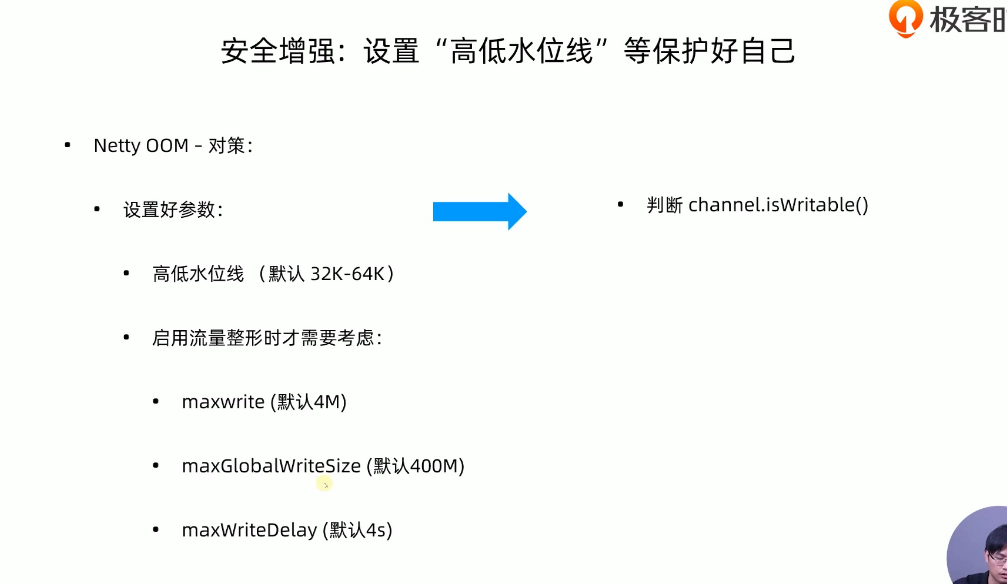 极客时
安全增强：设置“高低水位线”等保护好自己
• Netty OOM – 对策：
• 设置好参数：
• 判断 channel.isWritable()
• 高低水位线 （默认 32K-64K）
• 启用流量整形时才需要考虑：
• maxwrite (默认4M)
• maxGlobalWriteSize (默认400M)
• maxWriteDelay (默认4s)